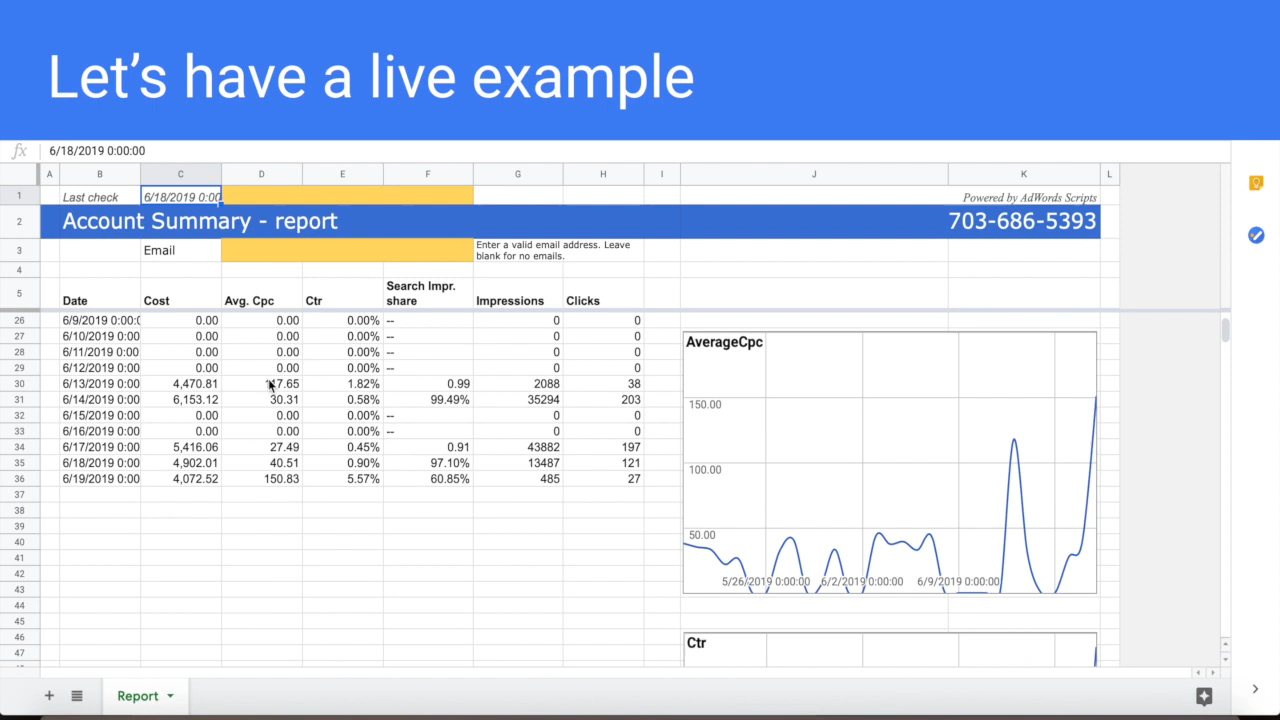 Let's have a live example
fx 6/18/2019 0:00:00
A B C D E F G H I J K L
1 Last check 6/18/2019 0:00 Powered by AdWords Scripts
2 Account Summary - report 703-686-5393
3 Email Enter a valid email address. Leave
blank for no emails.
4
Search Impr.
5 Date Cost Avg. Cpc Ctr share Impressions Clicks
26 6/9/2019 0:00:0 0.00 0.00 0.00% -- 0 0
27 6/10/2019 0:00 0.00 0.00 0.00% -- 0 0
28 6/11/2019 0:00 0.00 0.00 0.00% -- 0 0
29 6/12/2019 0:00 0.00 0.00 0.00% -- 0 0
30 6/13/2019 0:00 4,470.81 117.65 1.82% 0.99 2088 38
31 6/14/2019 0:00 6,153.12 30.31 0.58% 99.49% 35294 203
32 6/15/2019 0:00 0.00 0.00 0.00% -- 0 0
33 6/16/2019 0:00 0.00 0.00 0.00% -- 0 0
34 6/17/2019 0:00 5,416.06 27.49 0.45% 0.91 43882 197
35 6/18/2019 0:00 4,902.01 40.51 0.90% 97.10% 13487 121
36 6/19/2019 0:00 4,072.52 150.83 5.57% 60.85% 485 27
37
38
39
40
41
42
43
44
45
46
47
AverageCpc
150.00
100.00
50.00
5/26/2019 0:00:00 6/2/2019 0:00:00 6/9/2019 0:00:00
Ctr
Report